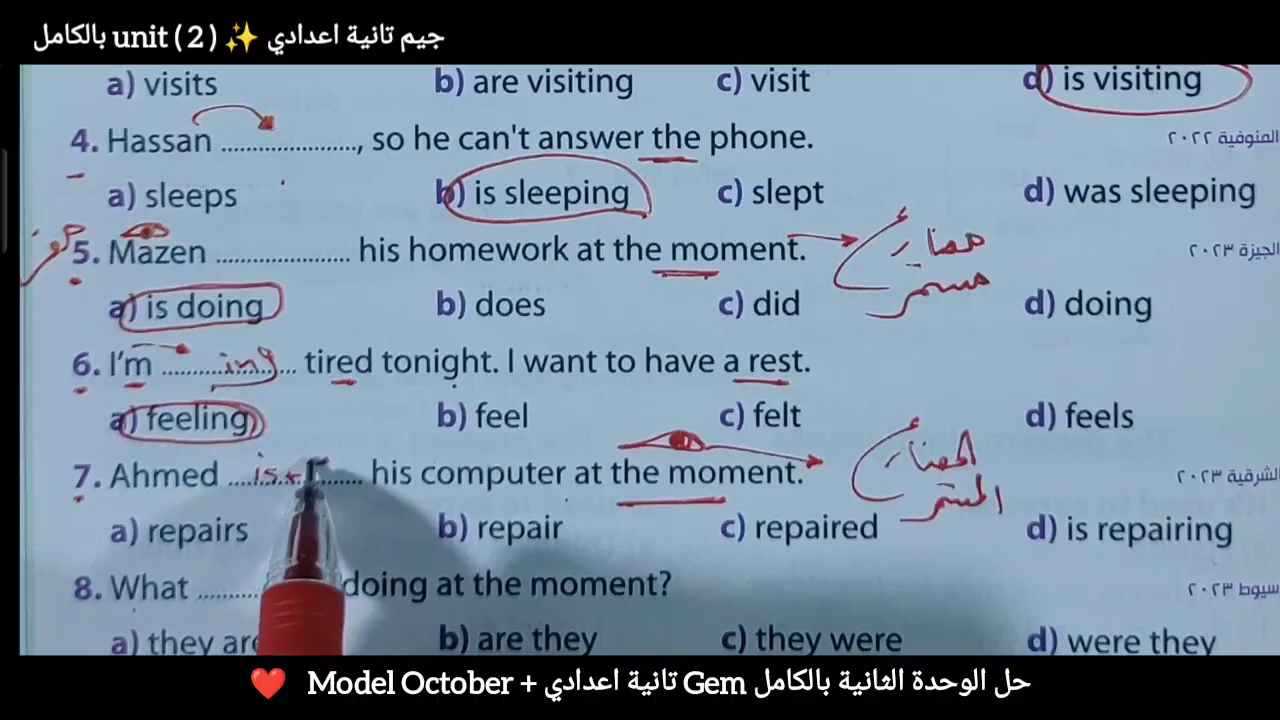 جيم تانية اعدادي ✨ unit ( 2 ) بالكامل
a) visits b) are visiting c) visit d) is visiting
4. Hassan ......................, so he can't answer the phone. المنوفية ٢٠٢٢
a) sleeps b) is sleeping c) slept d) was sleeping
5. Mazen ...................... his homework at the moment. مضارع الجيزة ٢٠٢٣
مستمر
a) is doing b) does c) did d) doing
6. I'm ..........ing... tired tonight. I want to have a rest.
a) feeling b) feel c) felt d) feels
7. Ahmed ....is+ ........ his computer at the moment. المضارع الشرقية ٢٠٢٣
المستمر
a) repairs b) repair c) repaired d) is repairing
8. What .......... doing at the moment? سيوط ٢٠٢٣
a) they are b) are they c) they were d) were they
حل الوحدة الثانية بالكامل Gem تانية اعدادي + Model October ❤️